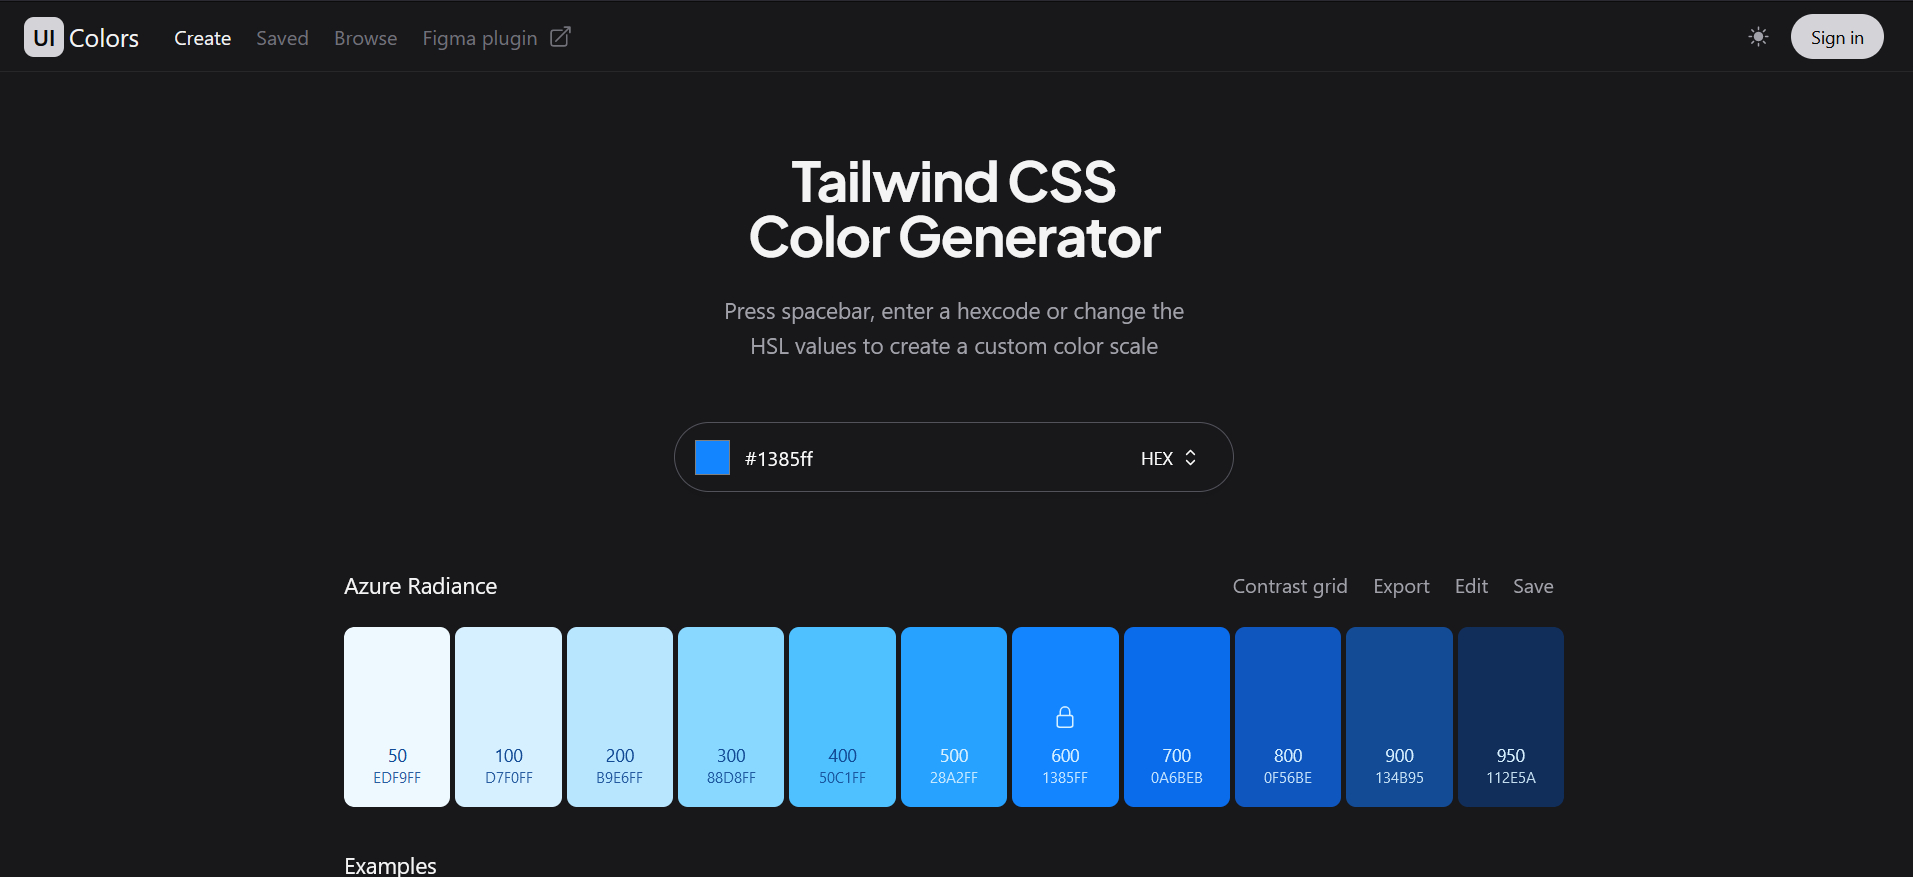 UI Colors Create Saved Browse Figma plugin Sign in
Tailwind CSS
Color Generator
Press spacebar, enter a hexcode or change the
HSL values to create a custom color scale
#1385ff HEX
Azure Radiance Contrast grid Export Edit Save
50 100 200 300 400 500 600 700 800 900 950
EDF9FF D7F0FF B9E6FF 88D8FF 50C1FF 28A2FF 1385FF 0A6BEB 0F56BE 134B95 112E5A
Examples